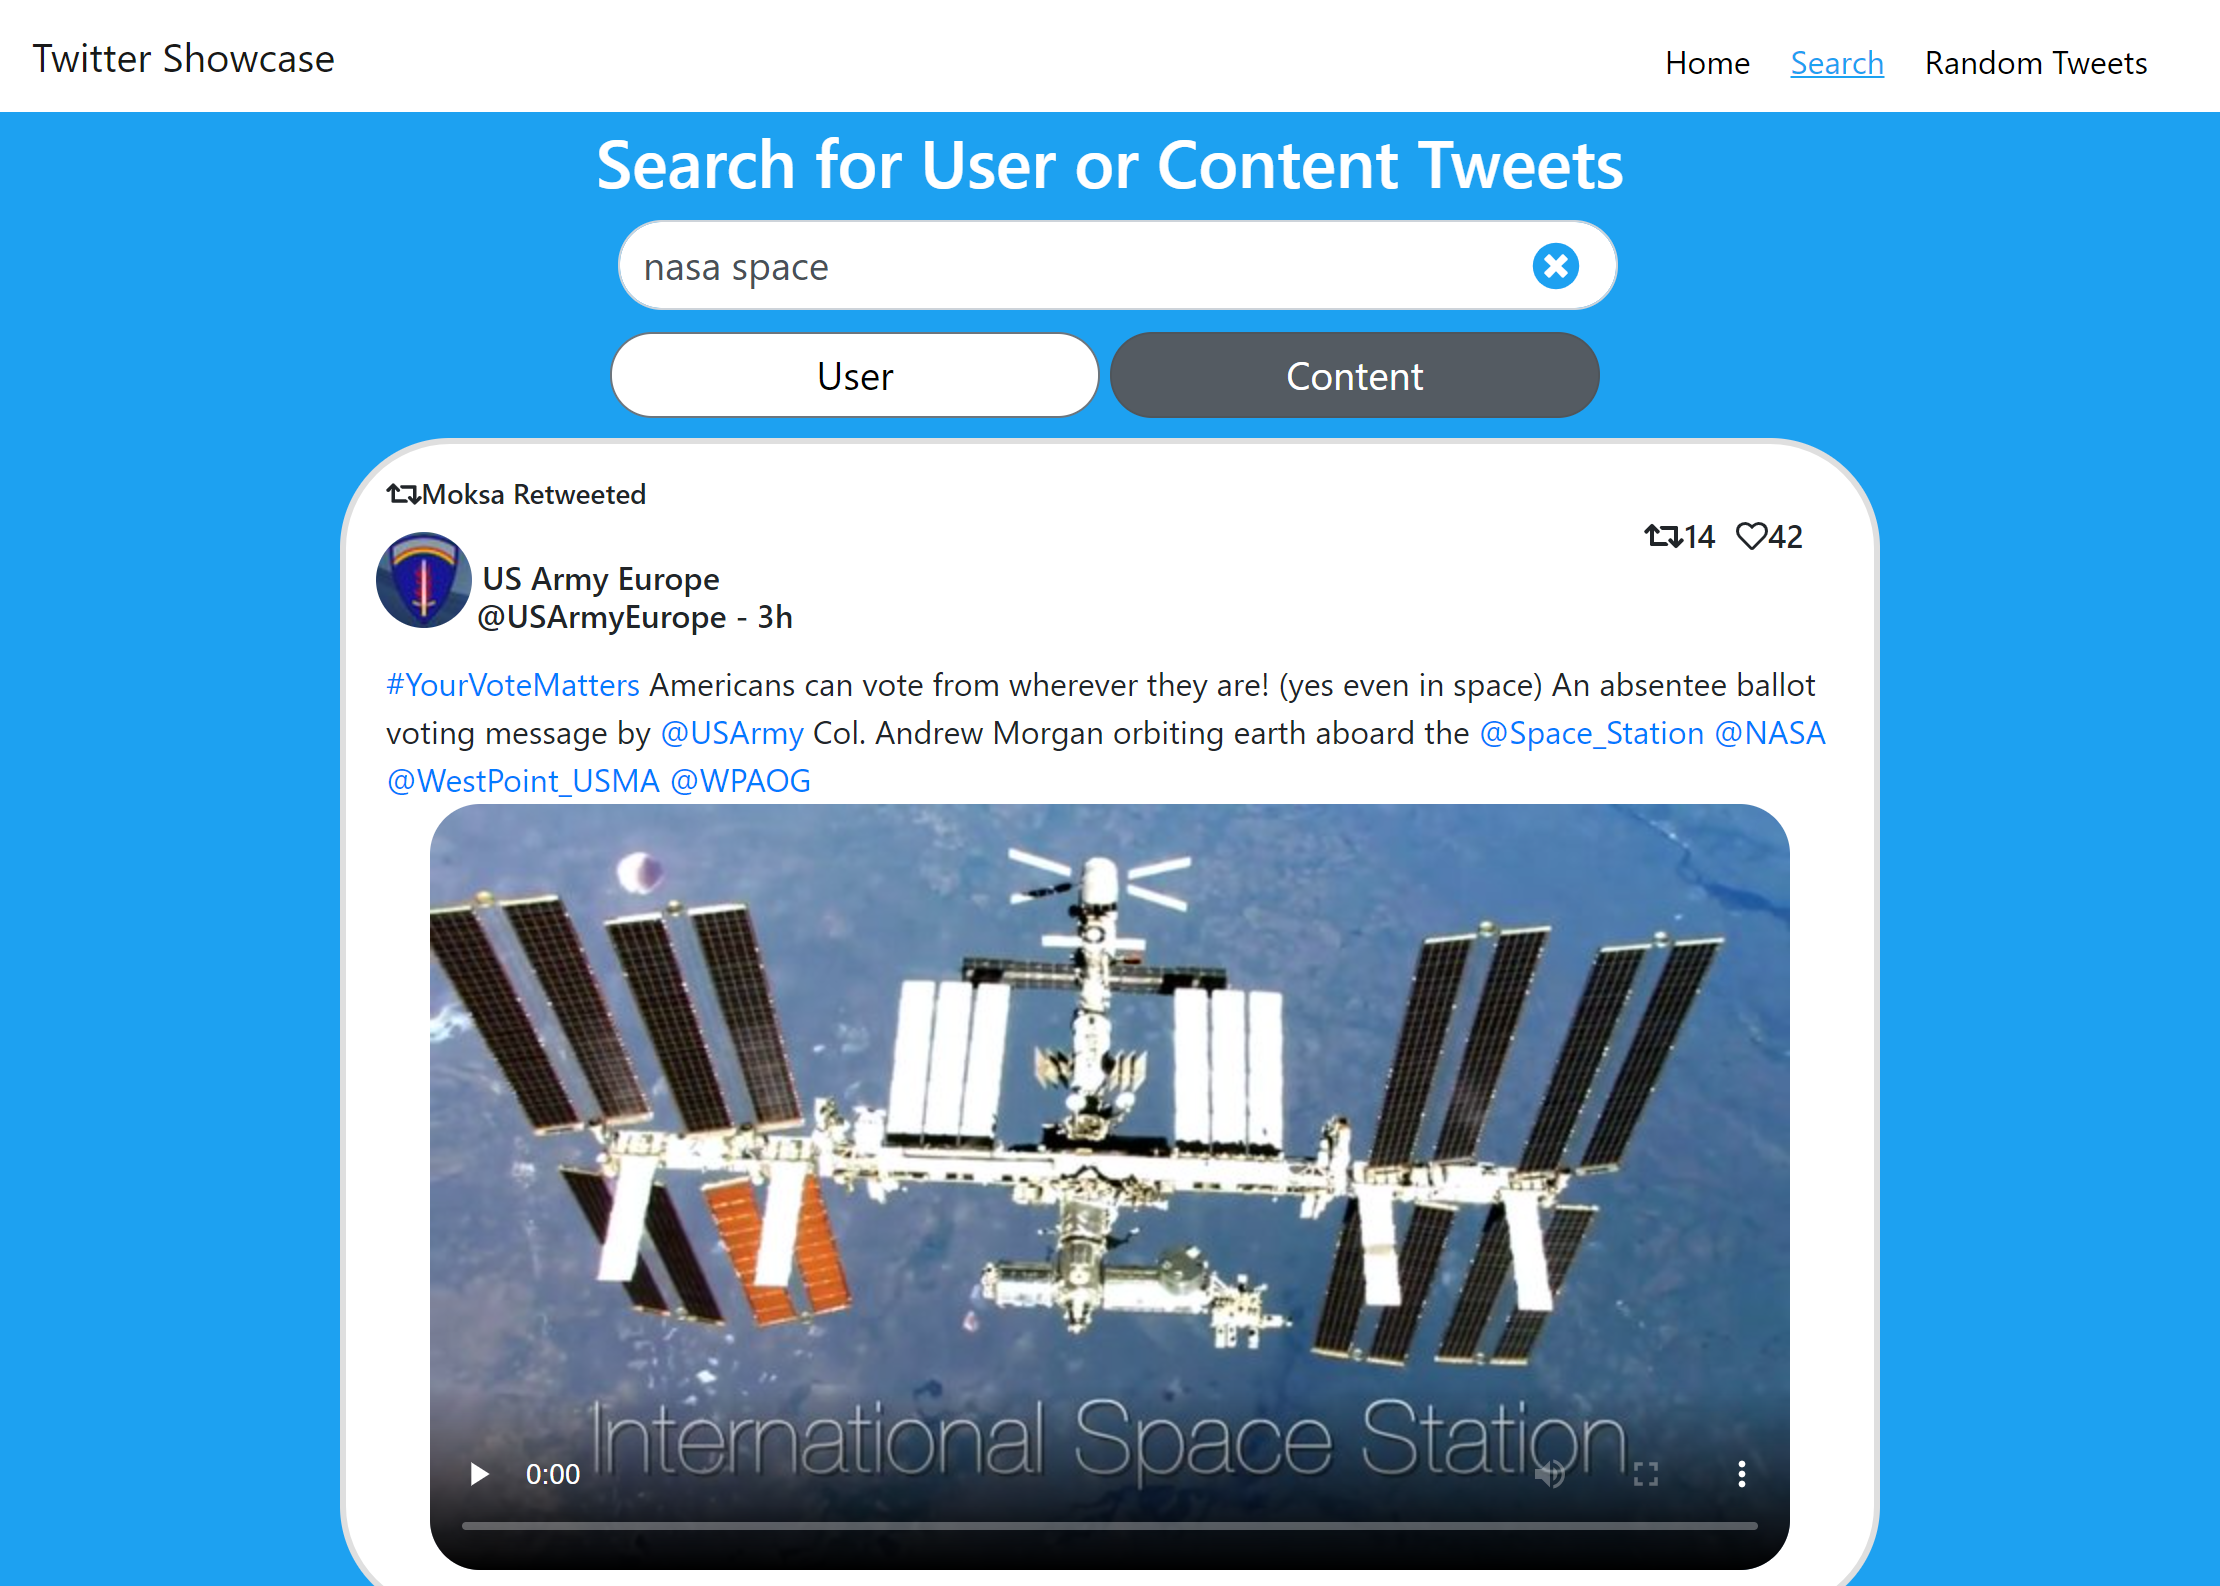 Twitter Showcase
Home Search Random Tweets
Search for User or Content Tweets
nasa space
User Content
Moksa Retweeted
14 42
US Army Europe
@USArmyEurope - 3h
#YourVoteMatters Americans can vote from wherever they are! (yes even in space) An absentee ballot
voting message by @USArmy Col. Andrew Morgan orbiting earth aboard the @Space_Station @NASA
@WestPoint_USMA @WPAOG
International Space Station
0:00